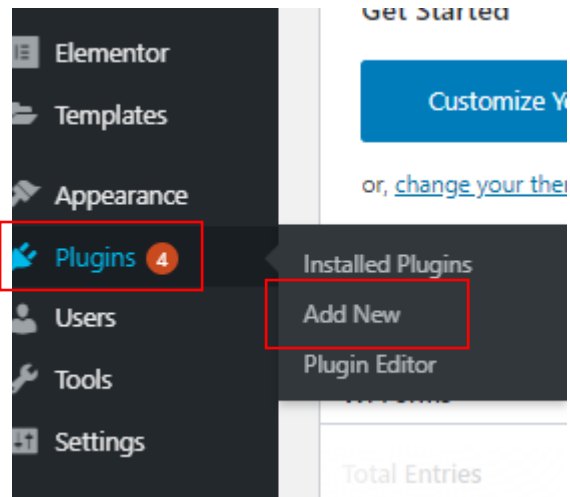 Get Started
Elementor
Customize Y
Templates
or, change your the
Appearance
Plugins 4
Installed Plugins
Add New
Users
Plugin Editor
Tools
Settings
Total Entries